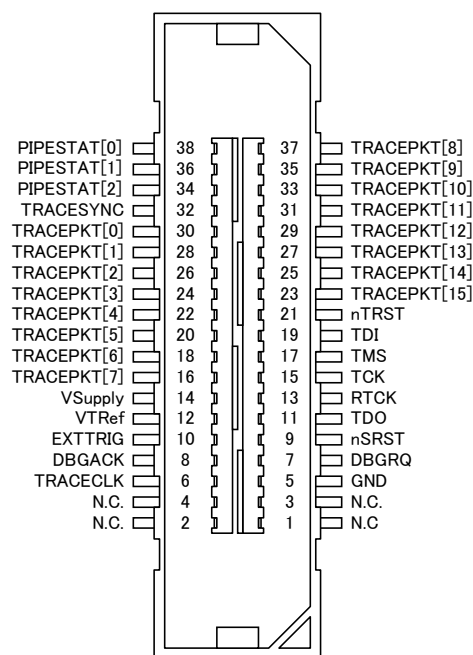 PIPESTAT[0] 38 37 TRACEPKT[8]
PIPESTAT[1] 36 35 TRACEPKT[9]
PIPESTAT[2] 34 33 TRACEPKT[10]
TRACESYNC 32 31 TRACEPKT[11]
TRACEPKT[0] 30 29 TRACEPKT[12]
TRACEPKT[1] 28 27 TRACEPKT[13]
TRACEPKT[2] 26 25 TRACEPKT[14]
TRACEPKT[3] 24 23 TRACEPKT[15]
TRACEPKT[4] 22 21 nTRST
TRACEPKT[5] 20 19 TDI
TRACEPKT[6] 18 17 TMS
TRACEPKT[7] 16 15 TCK
VSupply 14 13 RTCK
VTRef 12 11 TDO
EXTTRIG 10 9 nSRST
DBGACK 8 7 DBGRQ
TRACECLK 6 5 GND
N.C. 4 3 N.C.
N.C. 2 1 N.C